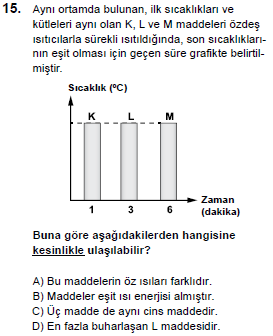 15. Aynı ortamda bulunan, ilk sıcaklıkları ve
kütleleri aynı olan K, L ve M maddeleri özdeş
ısıtıcılarla sürekli ısıtıldığında, son sıcaklıkları-
nın eşit olması için geçen süre grafikte belirtil-
miştir.
Sıcaklık (ºC)
K L M
Zaman
(dakika)
1 3 6
Buna göre aşağıdakilerden hangisine
kesinlikle ulaşılabilir?
A) Bu maddelerin öz ısıları farklıdır.
B) Maddeler eşit ısı enerjisi almıştır.
C) Üç madde de aynı cins maddedir.
D) En fazla buharlaşan L maddesidir.